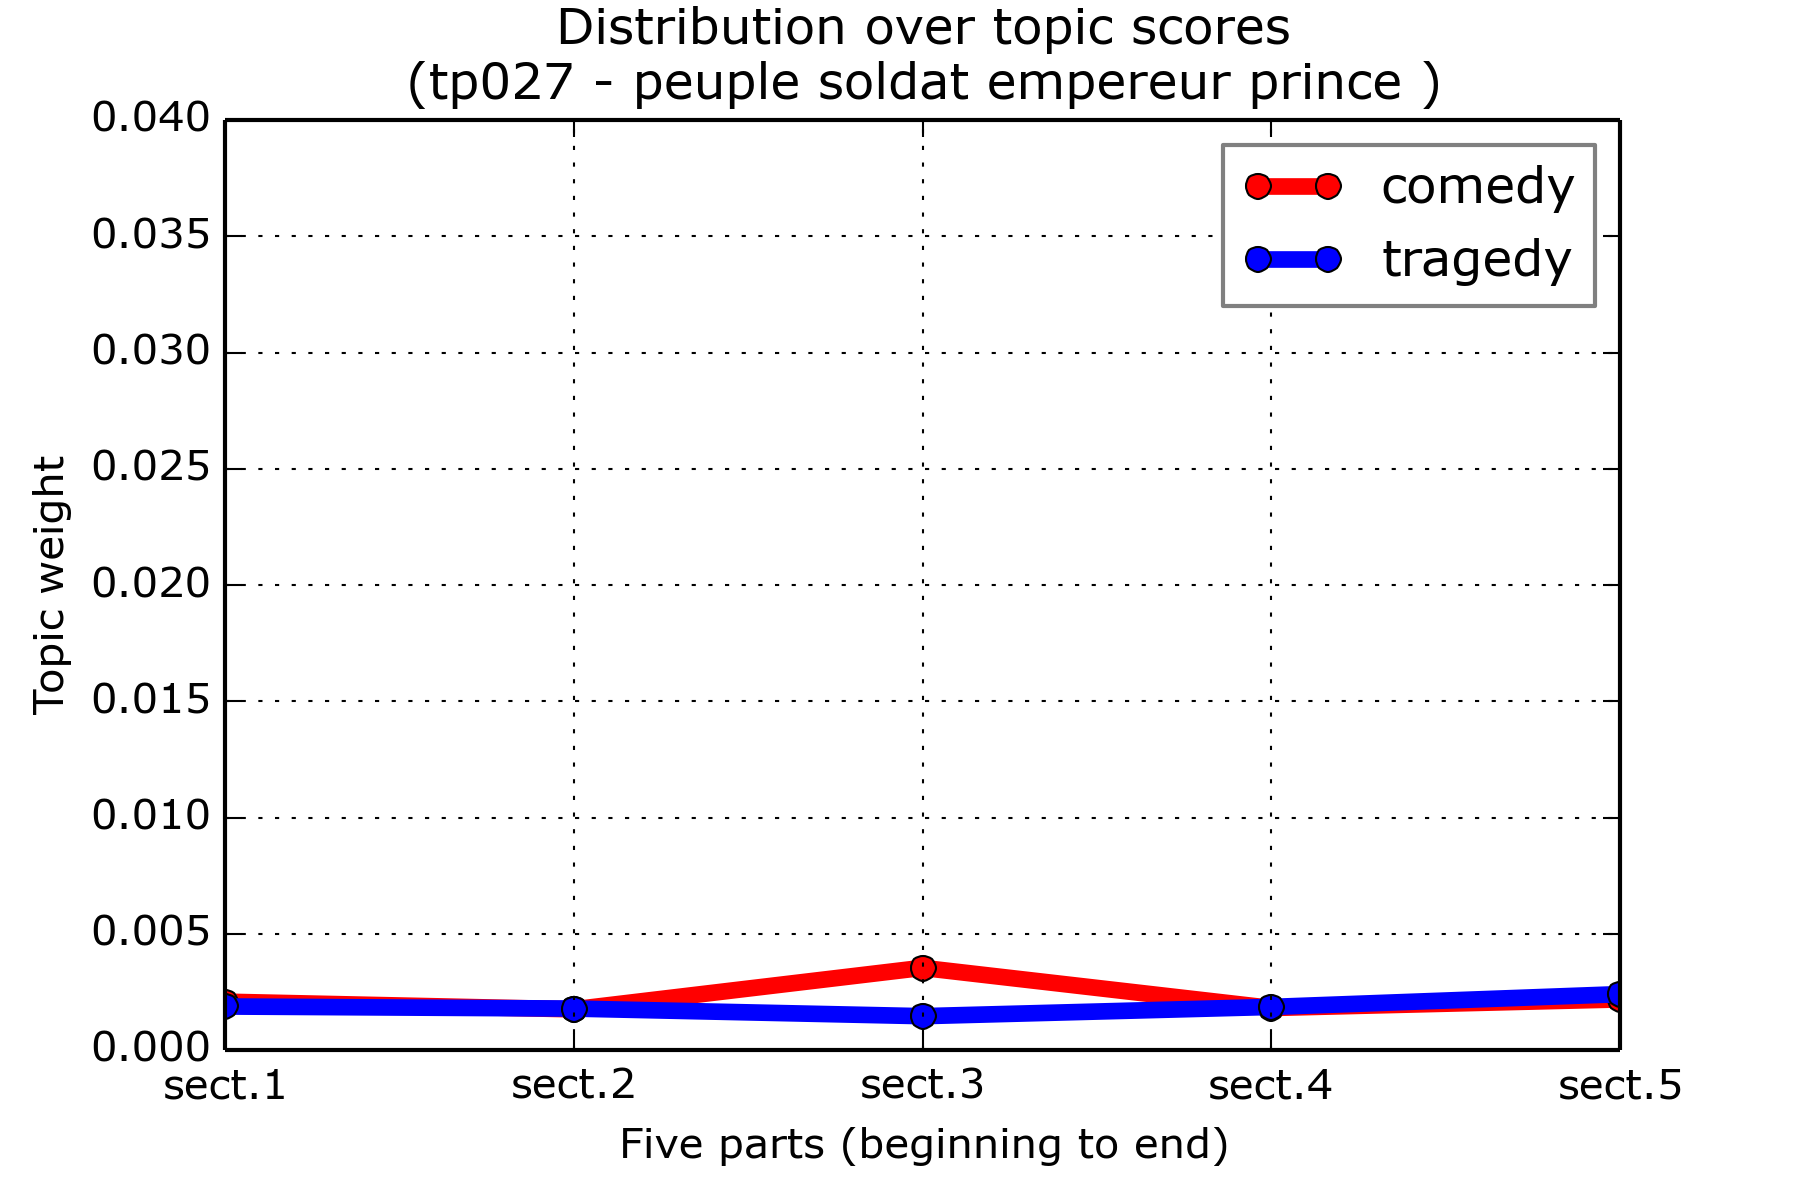 Distribution over topic scores
(tp027 - peuple soldat empereur prince )
0.040
0.035
0.030
0.025
0.020
0.015
0.010
0.005
0.000
Topic weight
comedy
tragedy
sect.1 sect.2 sect.3 sect.4 sect.5
Five parts (beginning to end)